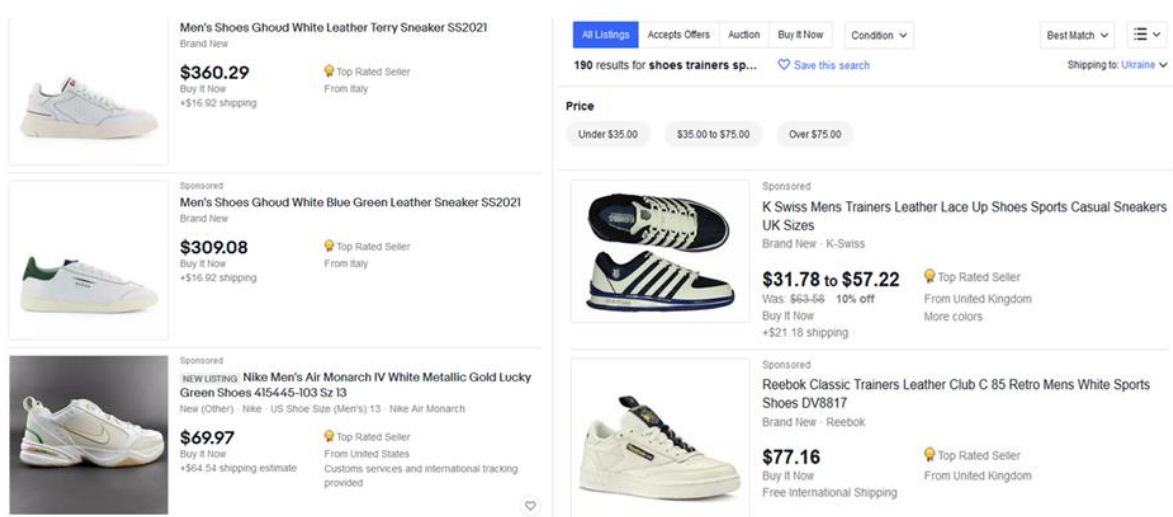 Men's Shoes Ghoud White Leather Terry Sneaker SS2021
Brand New
$360.29
Top Rated Seller
Buy It Now
From Italy
+$16.92 shipping
Sponsored
Men's Shoes Ghoud White Blue Green Leather Sneaker SS2021
Brand New
$309.08
Top Rated Seller
Buy It Now
From Italy
+$16.92 shipping
Sponsored
NEW LISTING Nike Men's Air Monarch IV White Metallic Gold Lucky
Green Shoes 415445-103 Sz 13
New (Other) · Nike · US Shoe Size (Men's):13 · Nike Air Monarch
$69.97
Top Rated Seller
Buy It Now
From United States
+$64.54 shipping estimate
Customs services and international tracking
provided
All Listings
Accepts Offers
Auction
Buy It Now
Condition
Best Match
190 results for shoes trainers sp...
Save this search
Shipping to: Ukraine
Price
Under $35.00
$35.00 to $75.00
Over $75.00
Sponsored
K Swiss Mens Trainers Leather Lace Up Shoes Sports Casual Sneakers
UK Sizes
Brand New · K-Swiss
$31.78 to $57.22
Top Rated Seller
Was: $63.58 10% off
From United Kingdom
Buy It Now
More colors
+$21.18 shipping
Sponsored
Reebok Classic Trainers Leather Club C 85 Retro Mens White Sports
Shoes DV8817
Brand New · Reebok
$77.16
Top Rated Seller
Buy It Now
From United Kingdom
Free International Shipping